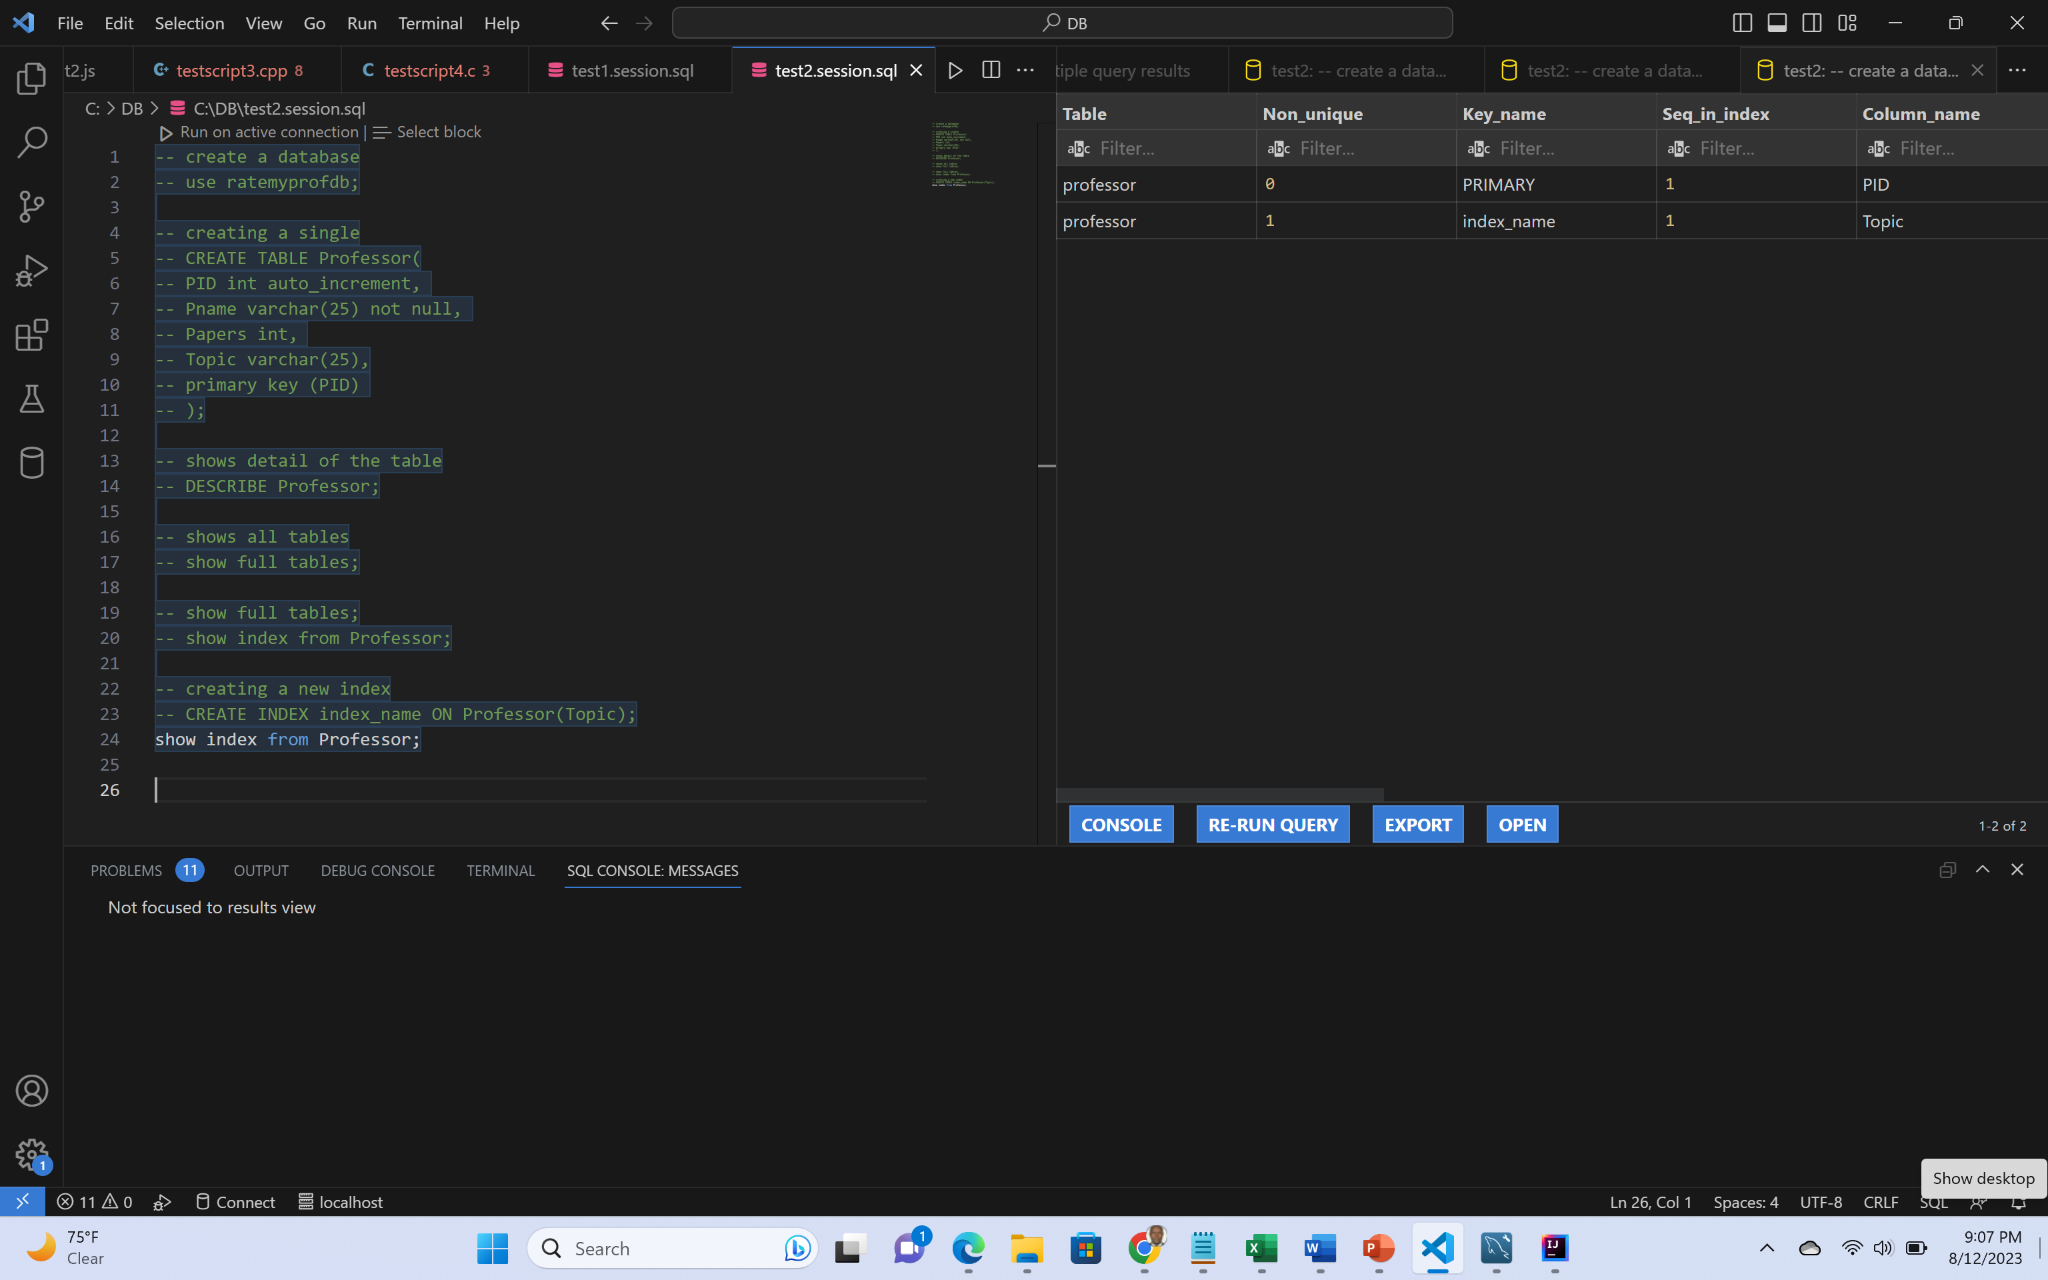 File Edit Selection View Go Run Terminal Help
DB
t2.js
testscript3.cpp 8
testscript4.c 3
test1.session.sql
test2.session.sql
tiple query results
test2: -- create a data...
test2: -- create a data...
test2: -- create a data...
C: > DB > C:\DB\test2.session.sql
Run on active connection | Select block
1 -- create a database
2 -- use ratemyprofdb;
3
4 -- creating a single
5 -- CREATE TABLE Professor(
6 -- PID int auto_increment,
7 -- Pname varchar(25) not null,
8 -- Papers int,
9 -- Topic varchar(25),
10 -- primary key (PID)
11 -- );
12
13 -- shows detail of the table
14 -- DESCRIBE Professor;
15
16 -- shows all tables
17 -- show full tables;
18
19 -- show full tables;
20 -- show index from Professor;
21
22 -- creating a new index
23 -- CREATE INDEX index_name ON Professor(Topic);
24 show index from Professor;
25
26
Table Non_unique Key_name Seq_in_index Column_name
abc Filter... abc Filter... abc Filter... abc Filter... abc Filter...
professor 0 PRIMARY 1 PID
professor 1 index_name 1 Topic
CONSOLE RE-RUN QUERY EXPORT OPEN 1-2 of 2
PROBLEMS 11 OUTPUT DEBUG CONSOLE TERMINAL SQL CONSOLE: MESSAGES
Not focused to results view
1
Show desktop
11 0 Connect localhost Ln 26, Col 1 Spaces: 4 UTF-8 CRLF SQL
75°F
Clear
Search
1
9:07 PM
8/12/2023